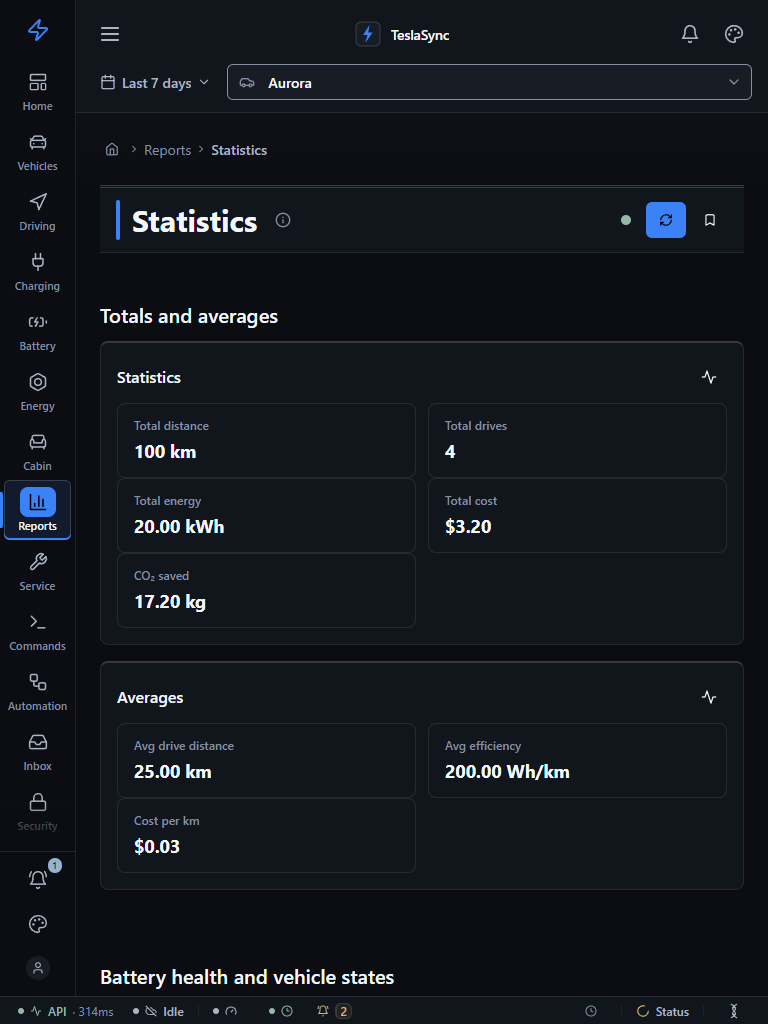 TeslaSync
Last 7 days
Aurora
Home
Vehicles
Driving
Charging
Battery
Energy
Cabin
Reports
Service
Commands
Automation
Inbox
Security
1
Reports
Statistics
Statistics
Totals and averages
Statistics
Total distance
100 km
Total drives
4
Total energy
20.00 kWh
Total cost
$3.20
CO₂ saved
17.20 kg
Averages
Avg drive distance
25.00 km
Avg efficiency
200.00 Wh/km
Cost per km
$0.03
Battery health and vehicle states
API · 314ms
Idle
2
Status